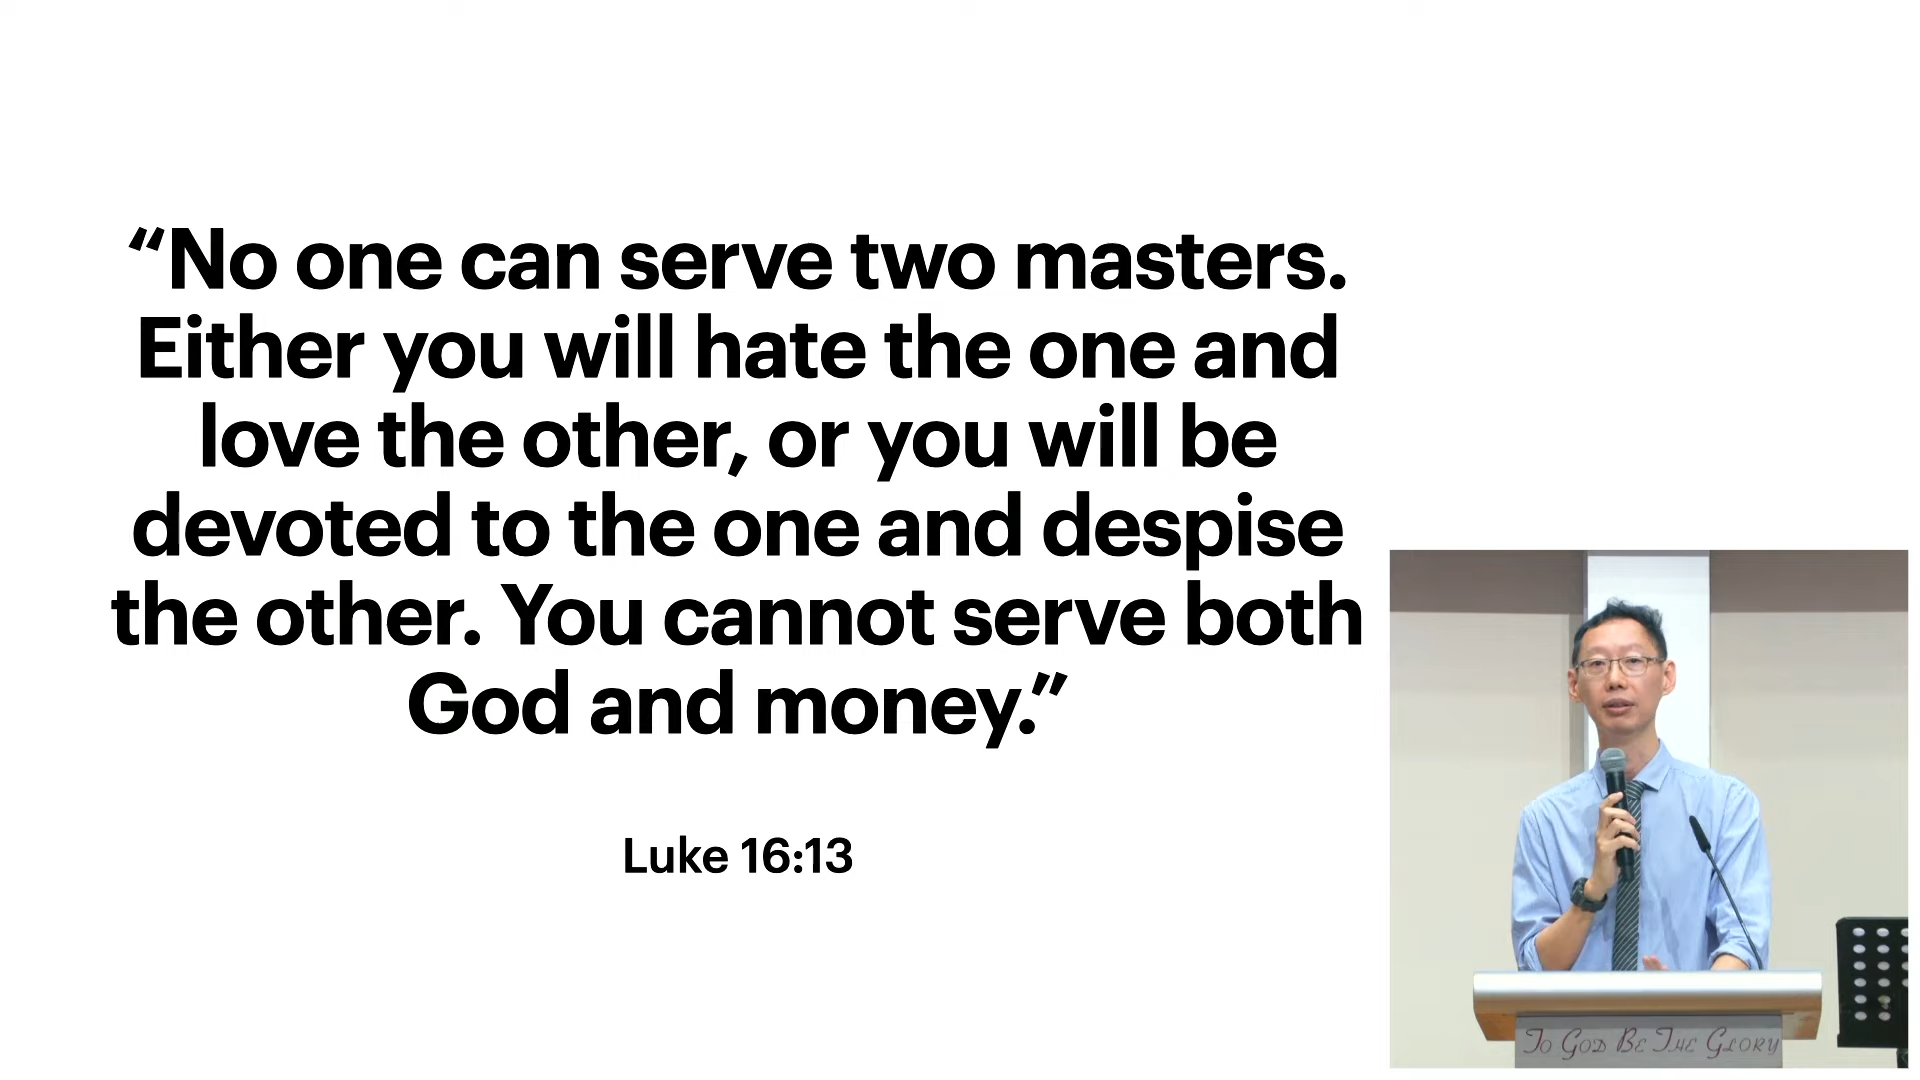 “No one can serve two masters.
Either you will hate the one and
love the other, or you will be
devoted to the one and despise
the other. You cannot serve both
God and money.”
Luke 16:13
To God Be The Glory